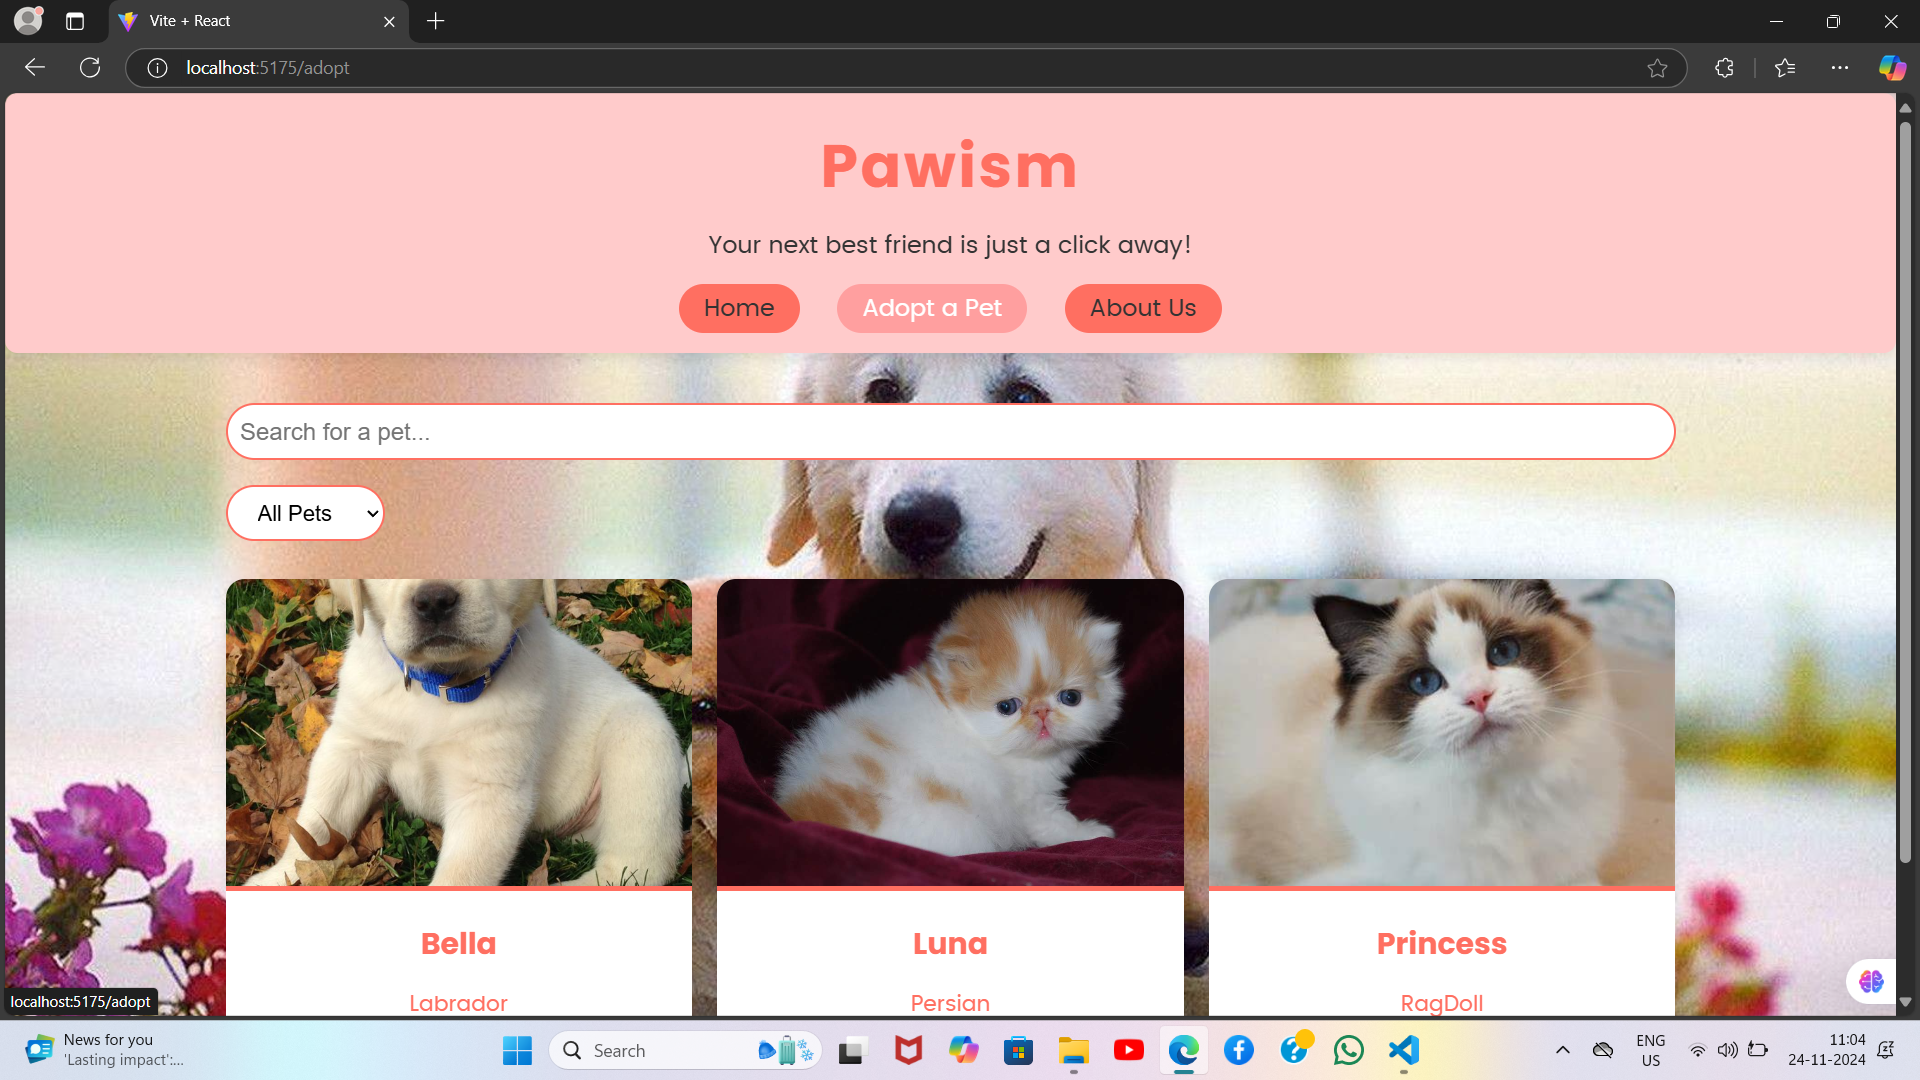 Vite + React
localhost:5175/adopt
Pawism
Your next best friend is just a click away!
Home Adopt a Pet About Us
Search for a pet...
All Pets
Bella Luna Princess
Labrador Persian RagDoll
localhost:5175/adopt
News for you
'Lasting impact':...
Search
ENG
US
11:04
24-11-2024